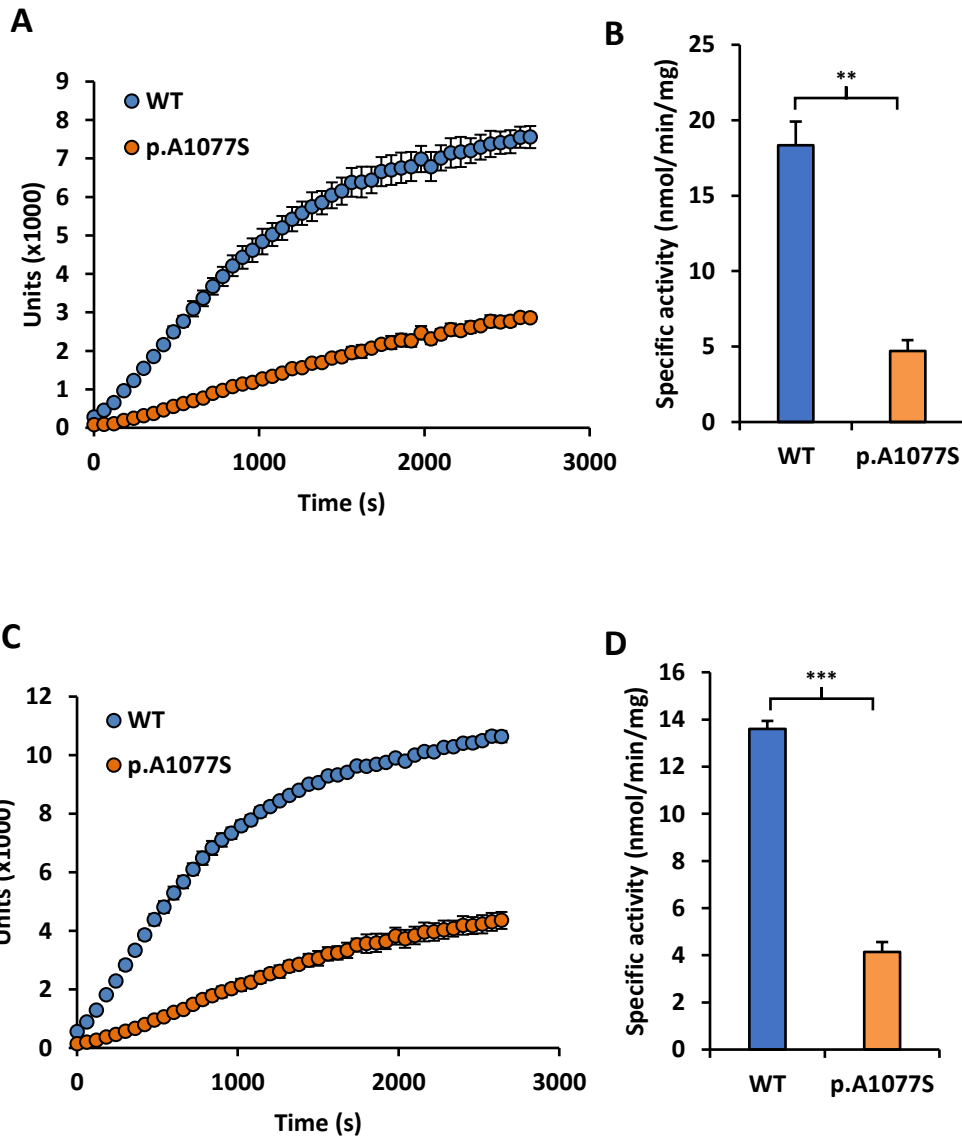 A
Units (x1000)
9
8
7
6
5
4
3
2
1
0
WT
p.A1077S
0 1000 2000 3000
Time (s)
B
Specific activity (nmol/min/mg)
25
20
15
10
5
0
**
WT p.A1077S
C
Units (x1000)
12
10
8
6
4
2
0
WT
p.A1077S
0 1000 2000 3000
Time (s)
D
Specific activity (nmol/min/mg)
16
14
12
10
8
6
4
2
0
***
WT p.A1077S